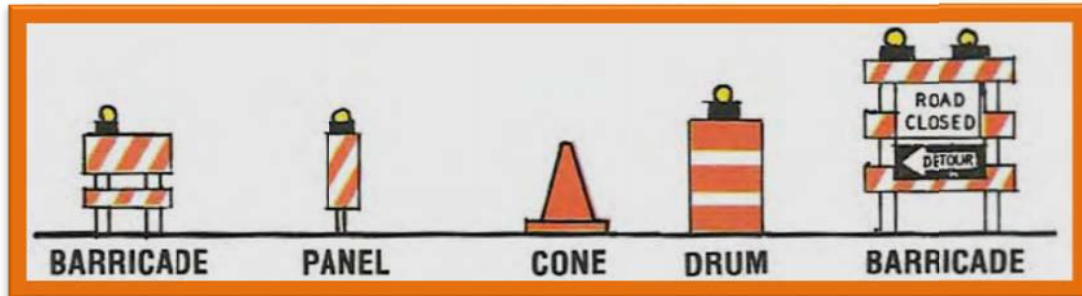 ROAD
CLOSED
DETOUR
BARRICADE
PANEL
CONE
DRUM
BARRICADE